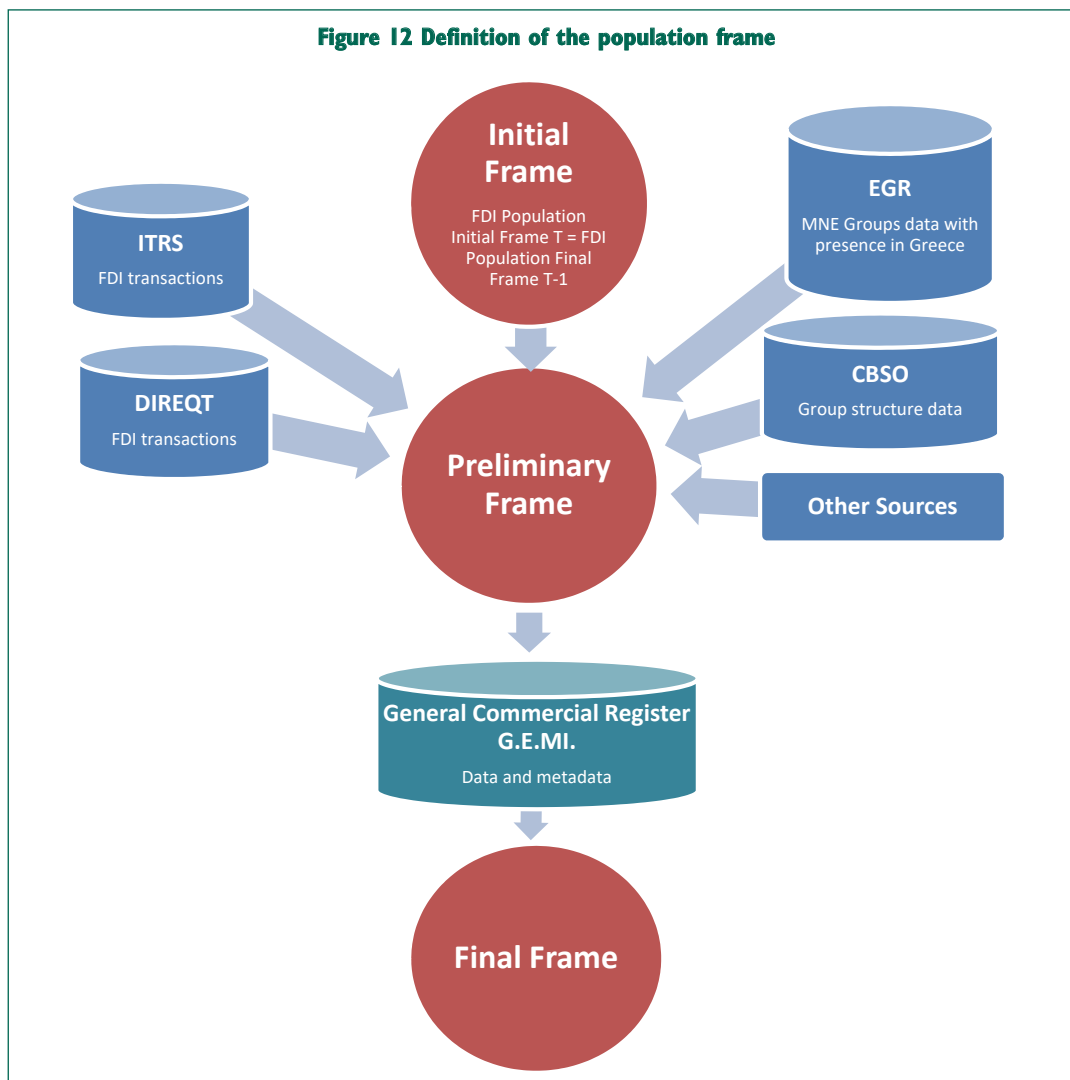 Figure 12 Definition of the population frame
Initial
Frame
FDI Population
Initial Frame T = FDI
Population Final
Frame T-1
EGR
MNE Groups data with
presence in Greece
ITRS
FDI transactions
DIREQT
FDI transactions
CBSO
Group structure data
Preliminary
Frame
Other Sources
General Commercial Register
G.E.MI.
Data and metadata
Final Frame